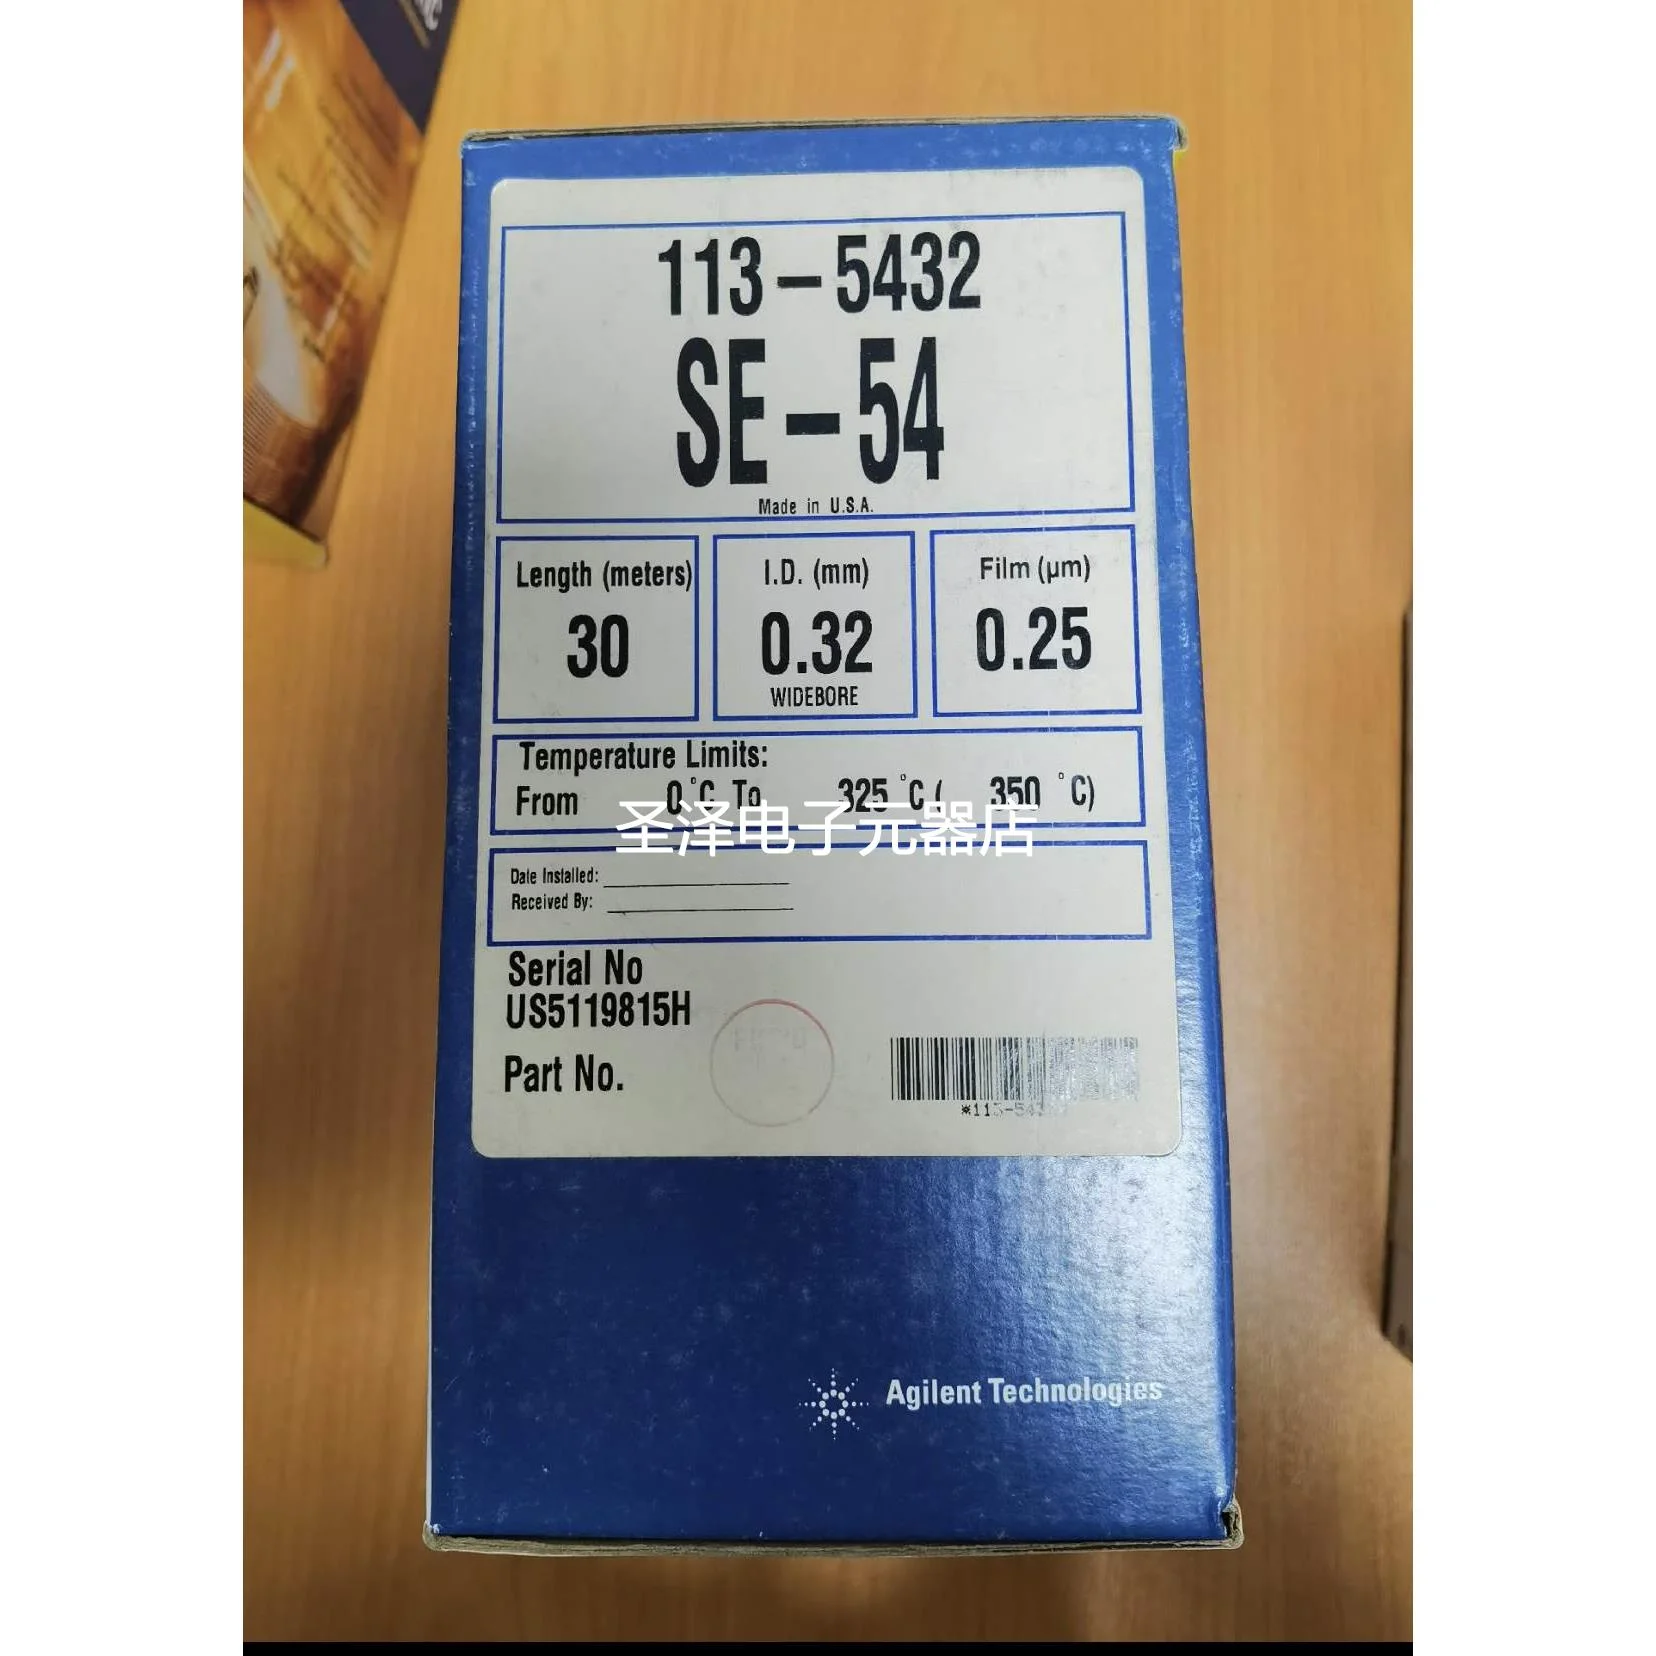 113-5432
SE-54
Made in U.S.A.
Length (meters)
30
I.D. (mm)
0.32
WIDEBORE
Film (µm)
0.25
Temperature Limits:
From 0°C To 325 °C ( 350 °C)
圣泽电子元器店
Date Installed:
Received By:
Serial No
US5119815H
Part No.
Agilent Technologies